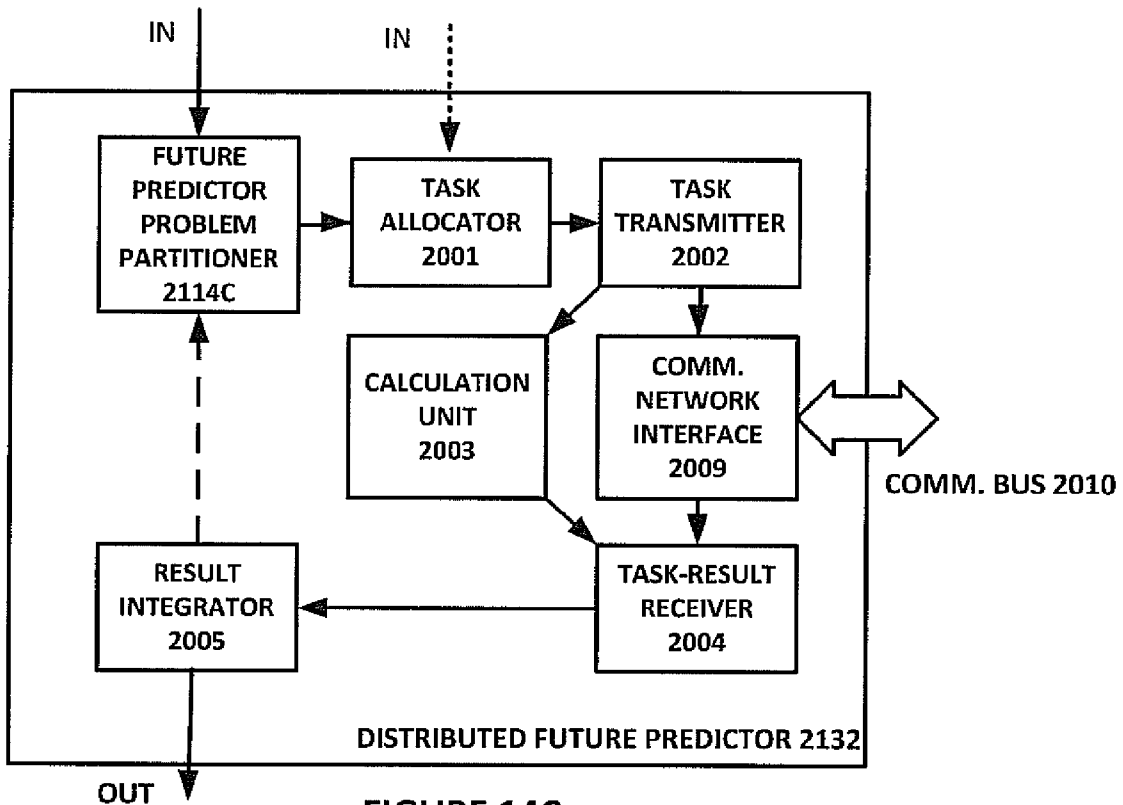 IN
IN
FUTURE
PREDICTOR
PROBLEM
PARTITIONER
2114C
TASK
ALLOCATOR
2001
TASK
TRANSMITTER
2002
CALCULATION
UNIT
2003
COMM.
NETWORK
INTERFACE
2009
COMM. BUS 2010
RESULT
INTEGRATOR
2005
TASK-RESULT
RECEIVER
2004
DISTRIBUTED FUTURE PREDICTOR 2132
OUT